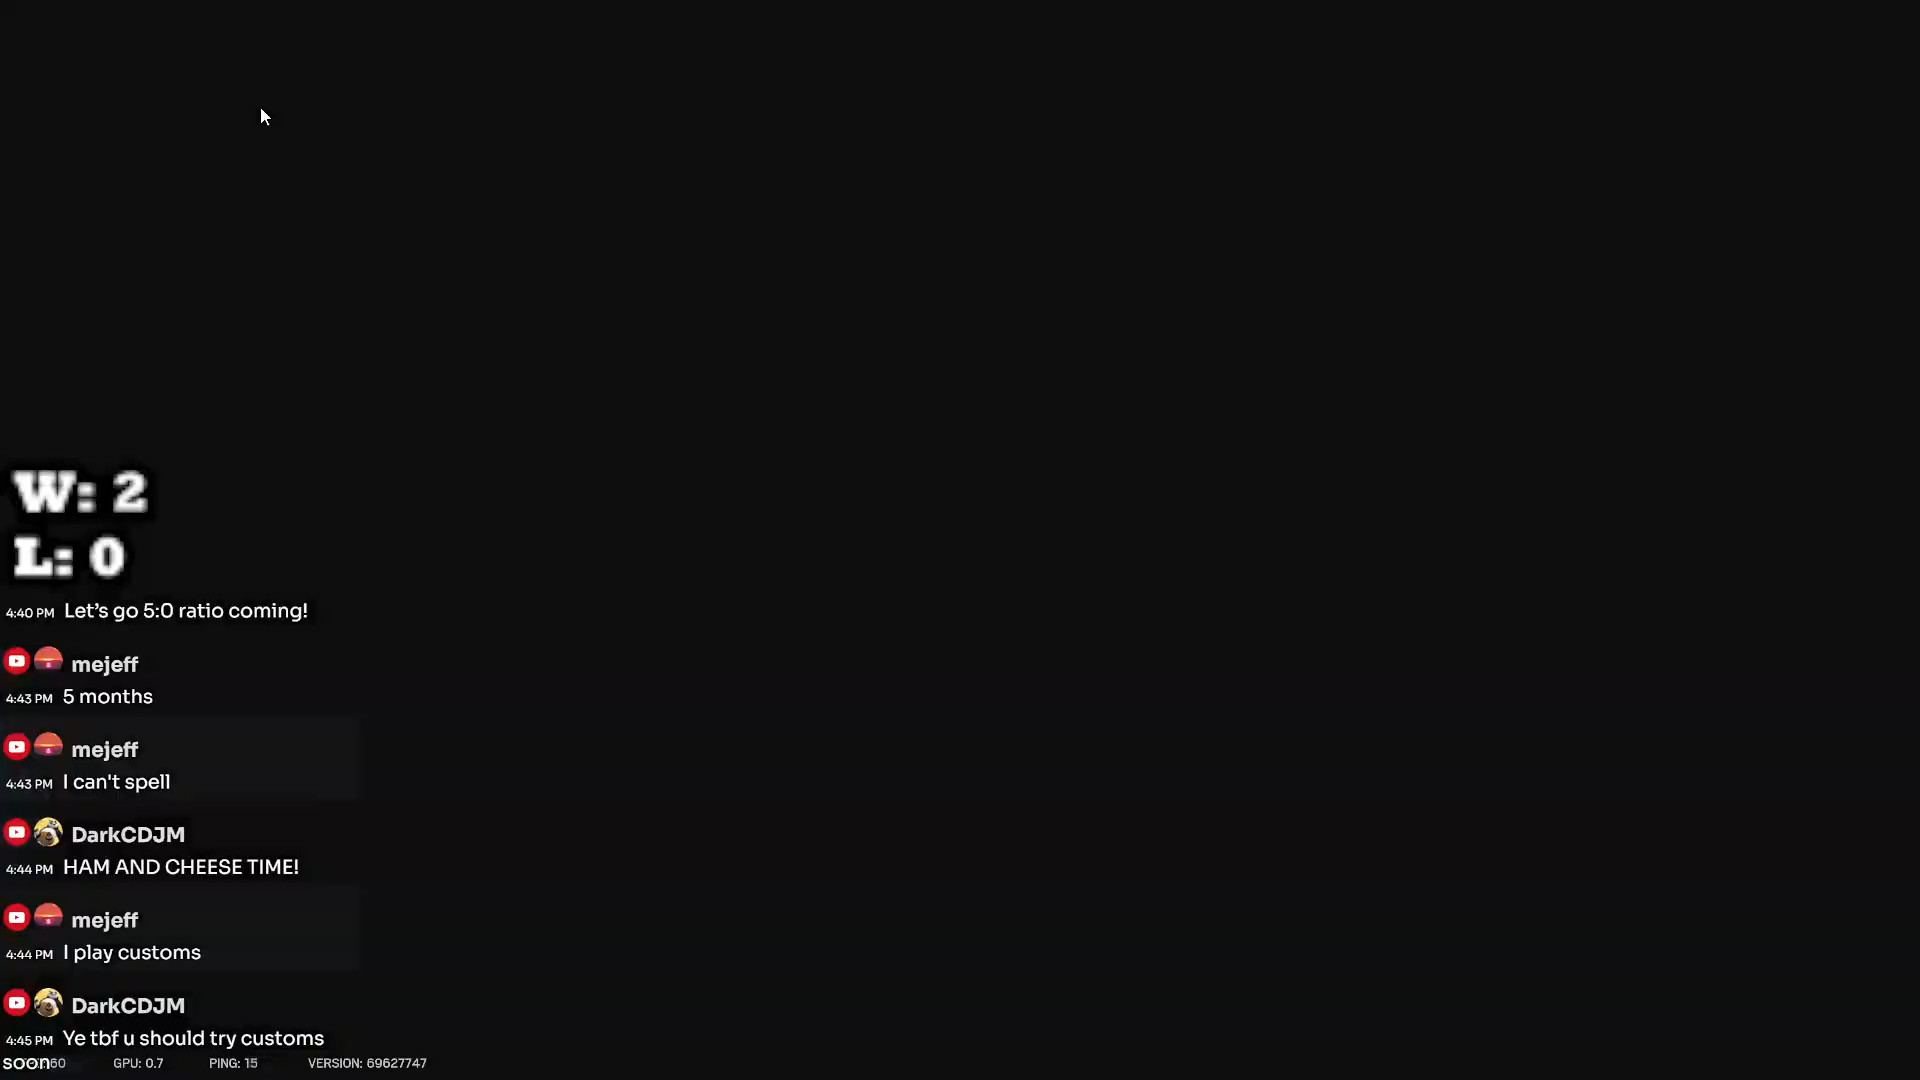 W: 2
L: 0
4:40 PM Let's go 5:0 ratio coming!
mejeff
4:43 PM 5 months
mejeff
4:43 PM I can't spell
DarkCDJM
4:44 PM HAM AND CHEESE TIME!
mejeff
4:44 PM I play customs
DarkCDJM
4:45 PM Ye tbf u should try customs
soon 60 GPU: 0.7 PING: 15 VERSION: 69627747